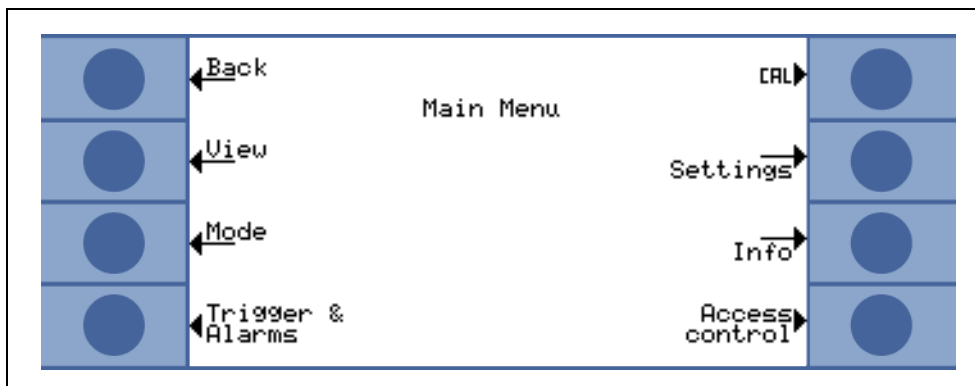 Back
CAL
Main Menu
View
Settings
Mode
Info
Trigger &
Alarms
Access
control